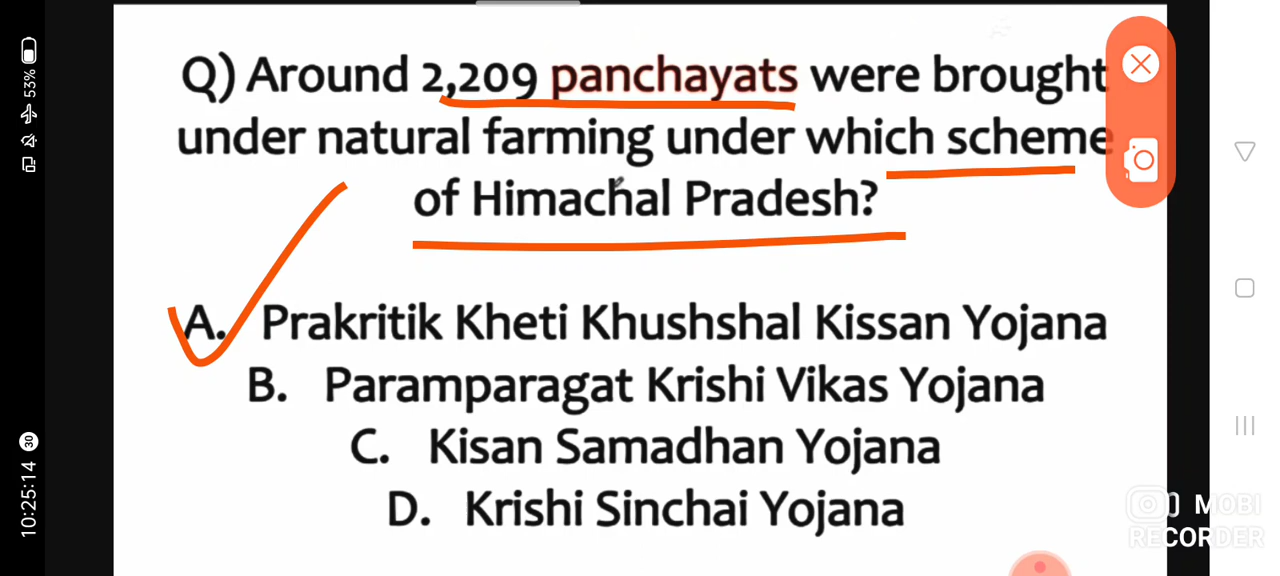 Q) Around 2,209 panchayats were brought
under natural farming under which scheme
of Himachal Pradesh?
A. Prakritik Kheti Khushshal Kissan Yojana
B. Paramparagat Krishi Vikas Yojana
C. Kisan Samadhan Yojana
D. Krishi Sinchai Yojana
53%
10:25:14
30
MOBI
RECORDER